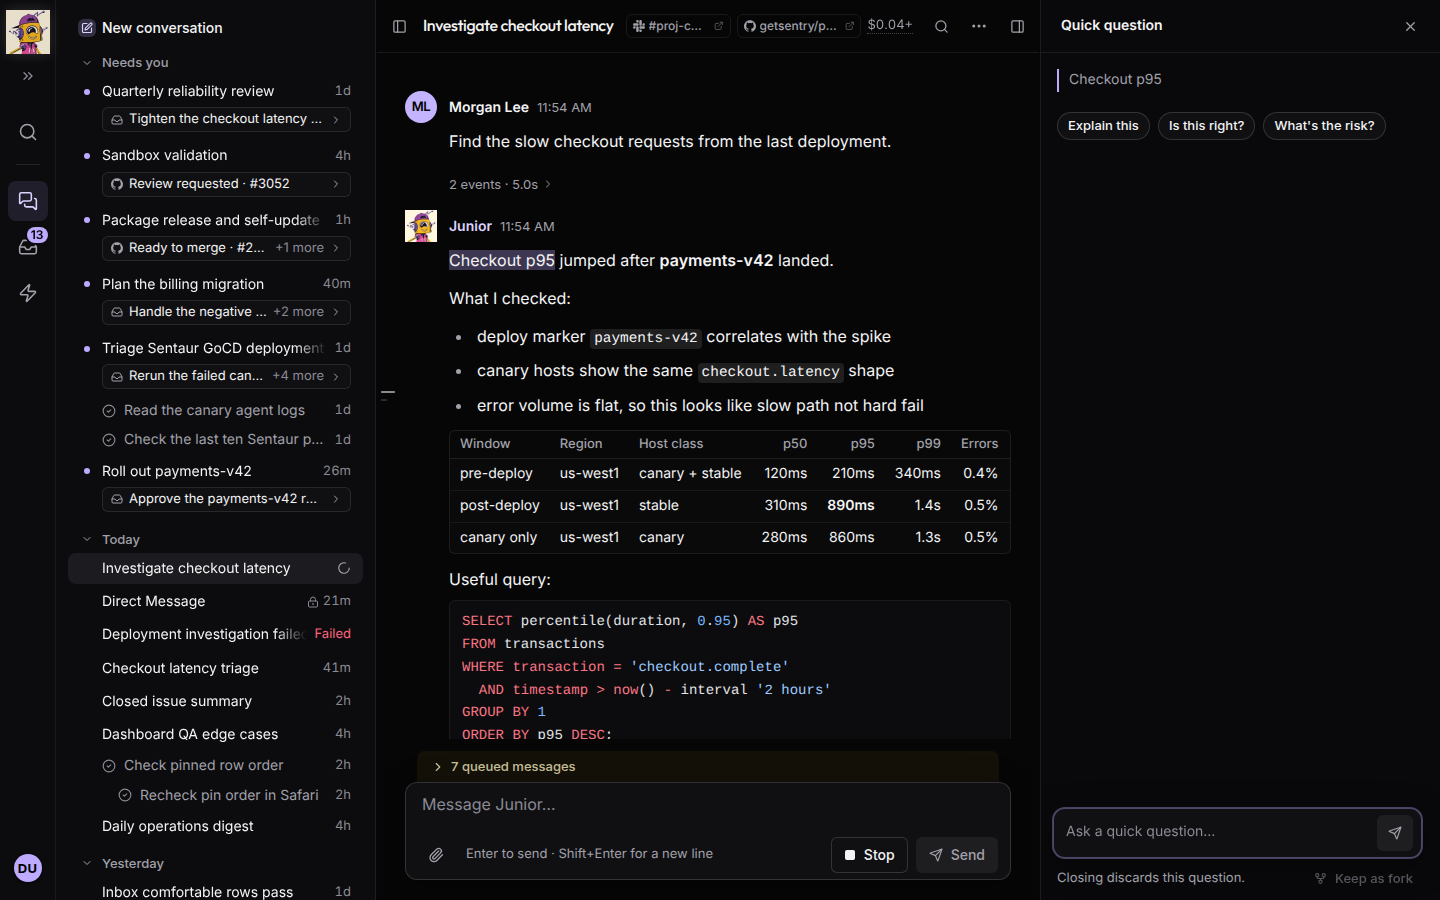 New conversation
Needs you
Quarterly reliability review 1d
Tighten the checkout latency ...
Sandbox validation 4h
Review requested · #3052
Package release and self-update 1h
Ready to merge · #2... +1 more
Plan the billing migration 40m
Handle the negative ... +2 more
Triage Sentaur GoCD deployment 1d
Rerun the failed can... +4 more
Read the canary agent logs 1d
Check the last ten Sentaur p... 1d
Roll out payments-v42 26m
Approve the payments-v42 r...
Today
Investigate checkout latency
Direct Message 21m
Deployment investigation failed Failed
Checkout latency triage 41m
Closed issue summary 2h
Dashboard QA edge cases 4h
Check pinned row order 2h
Recheck pin order in Safari 2h
Daily operations digest 4h
Yesterday
Inbox comfortable rows pass 1d
13
DU
Investigate checkout latency #proj-c... getsentry/p... $0.04+
ML Morgan Lee 11:54 AM
Find the slow checkout requests from the last deployment.
2 events · 5.0s
Junior 11:54 AM
Checkout p95 jumped after payments-v42 landed.
What I checked:
• deploy marker payments-v42 correlates with the spike
• canary hosts show the same checkout.latency shape
• error volume is flat, so this looks like slow path not hard fail
Window Region Host class p50 p95 p99 Errors
pre-deploy us-west1 canary + stable 120ms 210ms 340ms 0.4%
post-deploy us-west1 stable 310ms 890ms 1.4s 0.5%
canary only us-west1 canary 280ms 860ms 1.3s 0.5%
Useful query:
SELECT percentile(duration, 0.95) AS p95
FROM transactions
WHERE transaction = 'checkout.complete'
AND timestamp > now() - interval '2 hours'
GROUP BY 1
ORDER BY p95 DESC;
7 queued messages
Message Junior...
Enter to send · Shift+Enter for a new line Stop Send
Quick question
Checkout p95
Explain this Is this right? What's the risk?
Ask a quick question...
Closing discards this question. Keep as fork